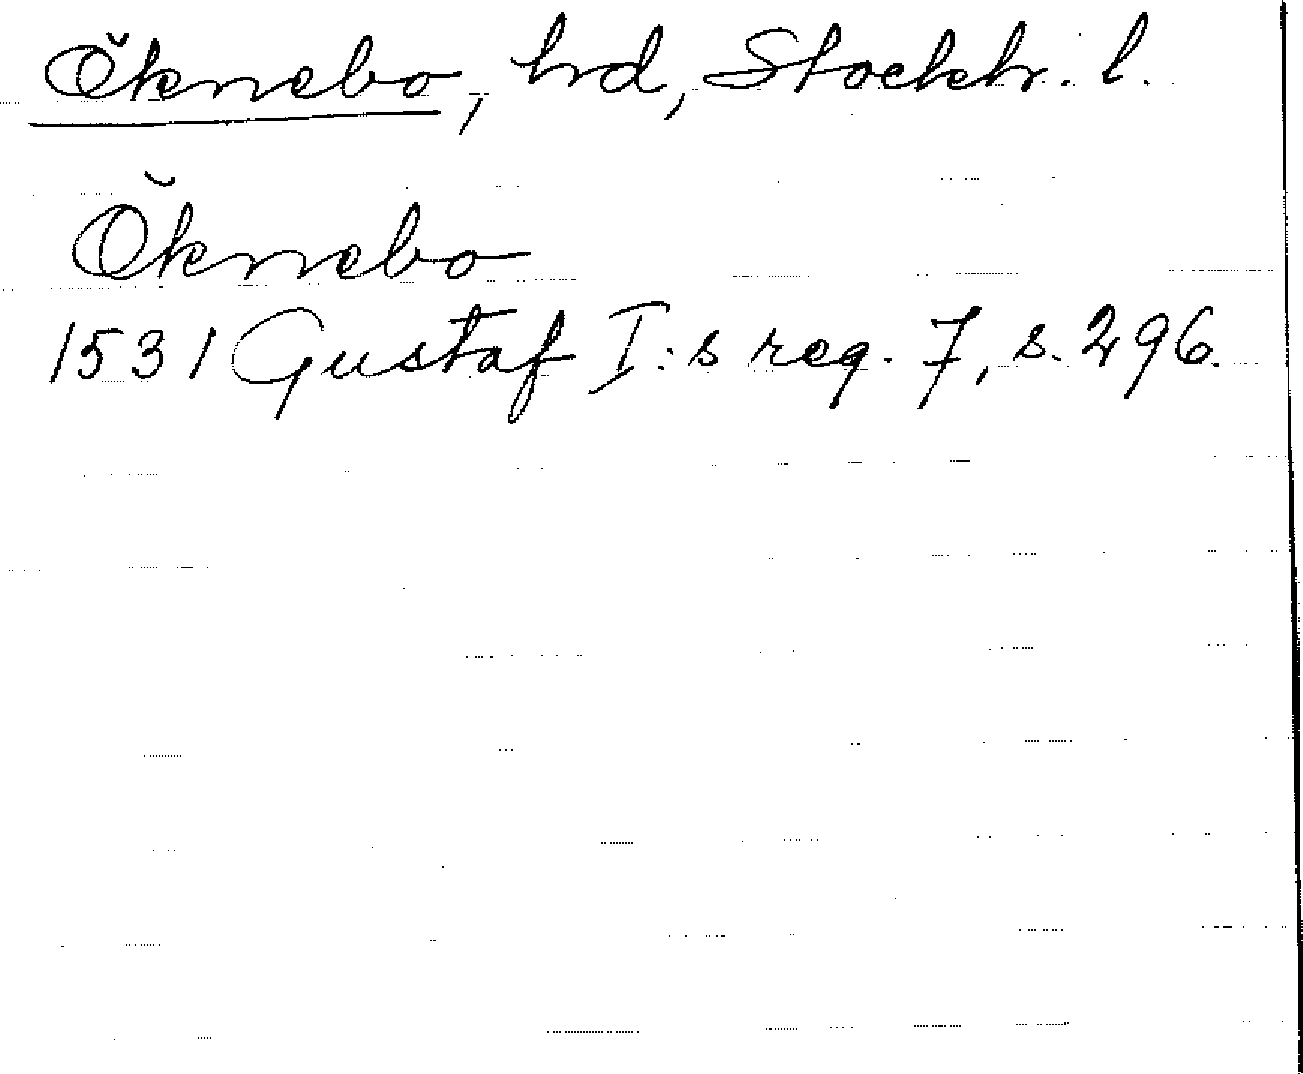 Öknebo, hd, Stockh. l.
Öknebo
1531 Gustaf I:s reg. 7, s. 296.